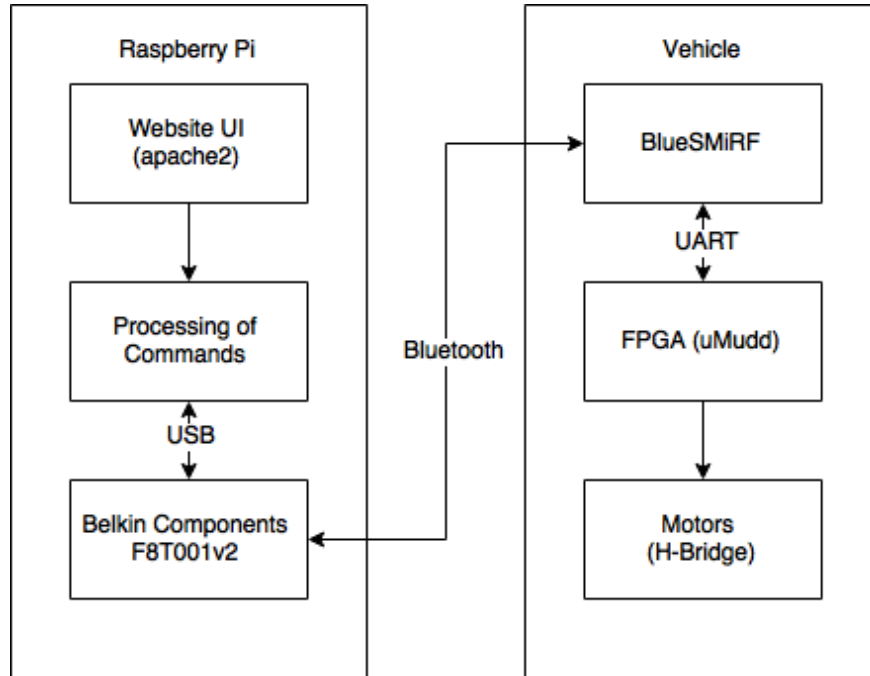 Raspberry Pi
Website UI
(apache2)
Processing of
Commands
USB
Belkin Components
F8T001v2
Bluetooth
Vehicle
BlueSMiRF
UART
FPGA (uMudd)
Motors
(H-Bridge)